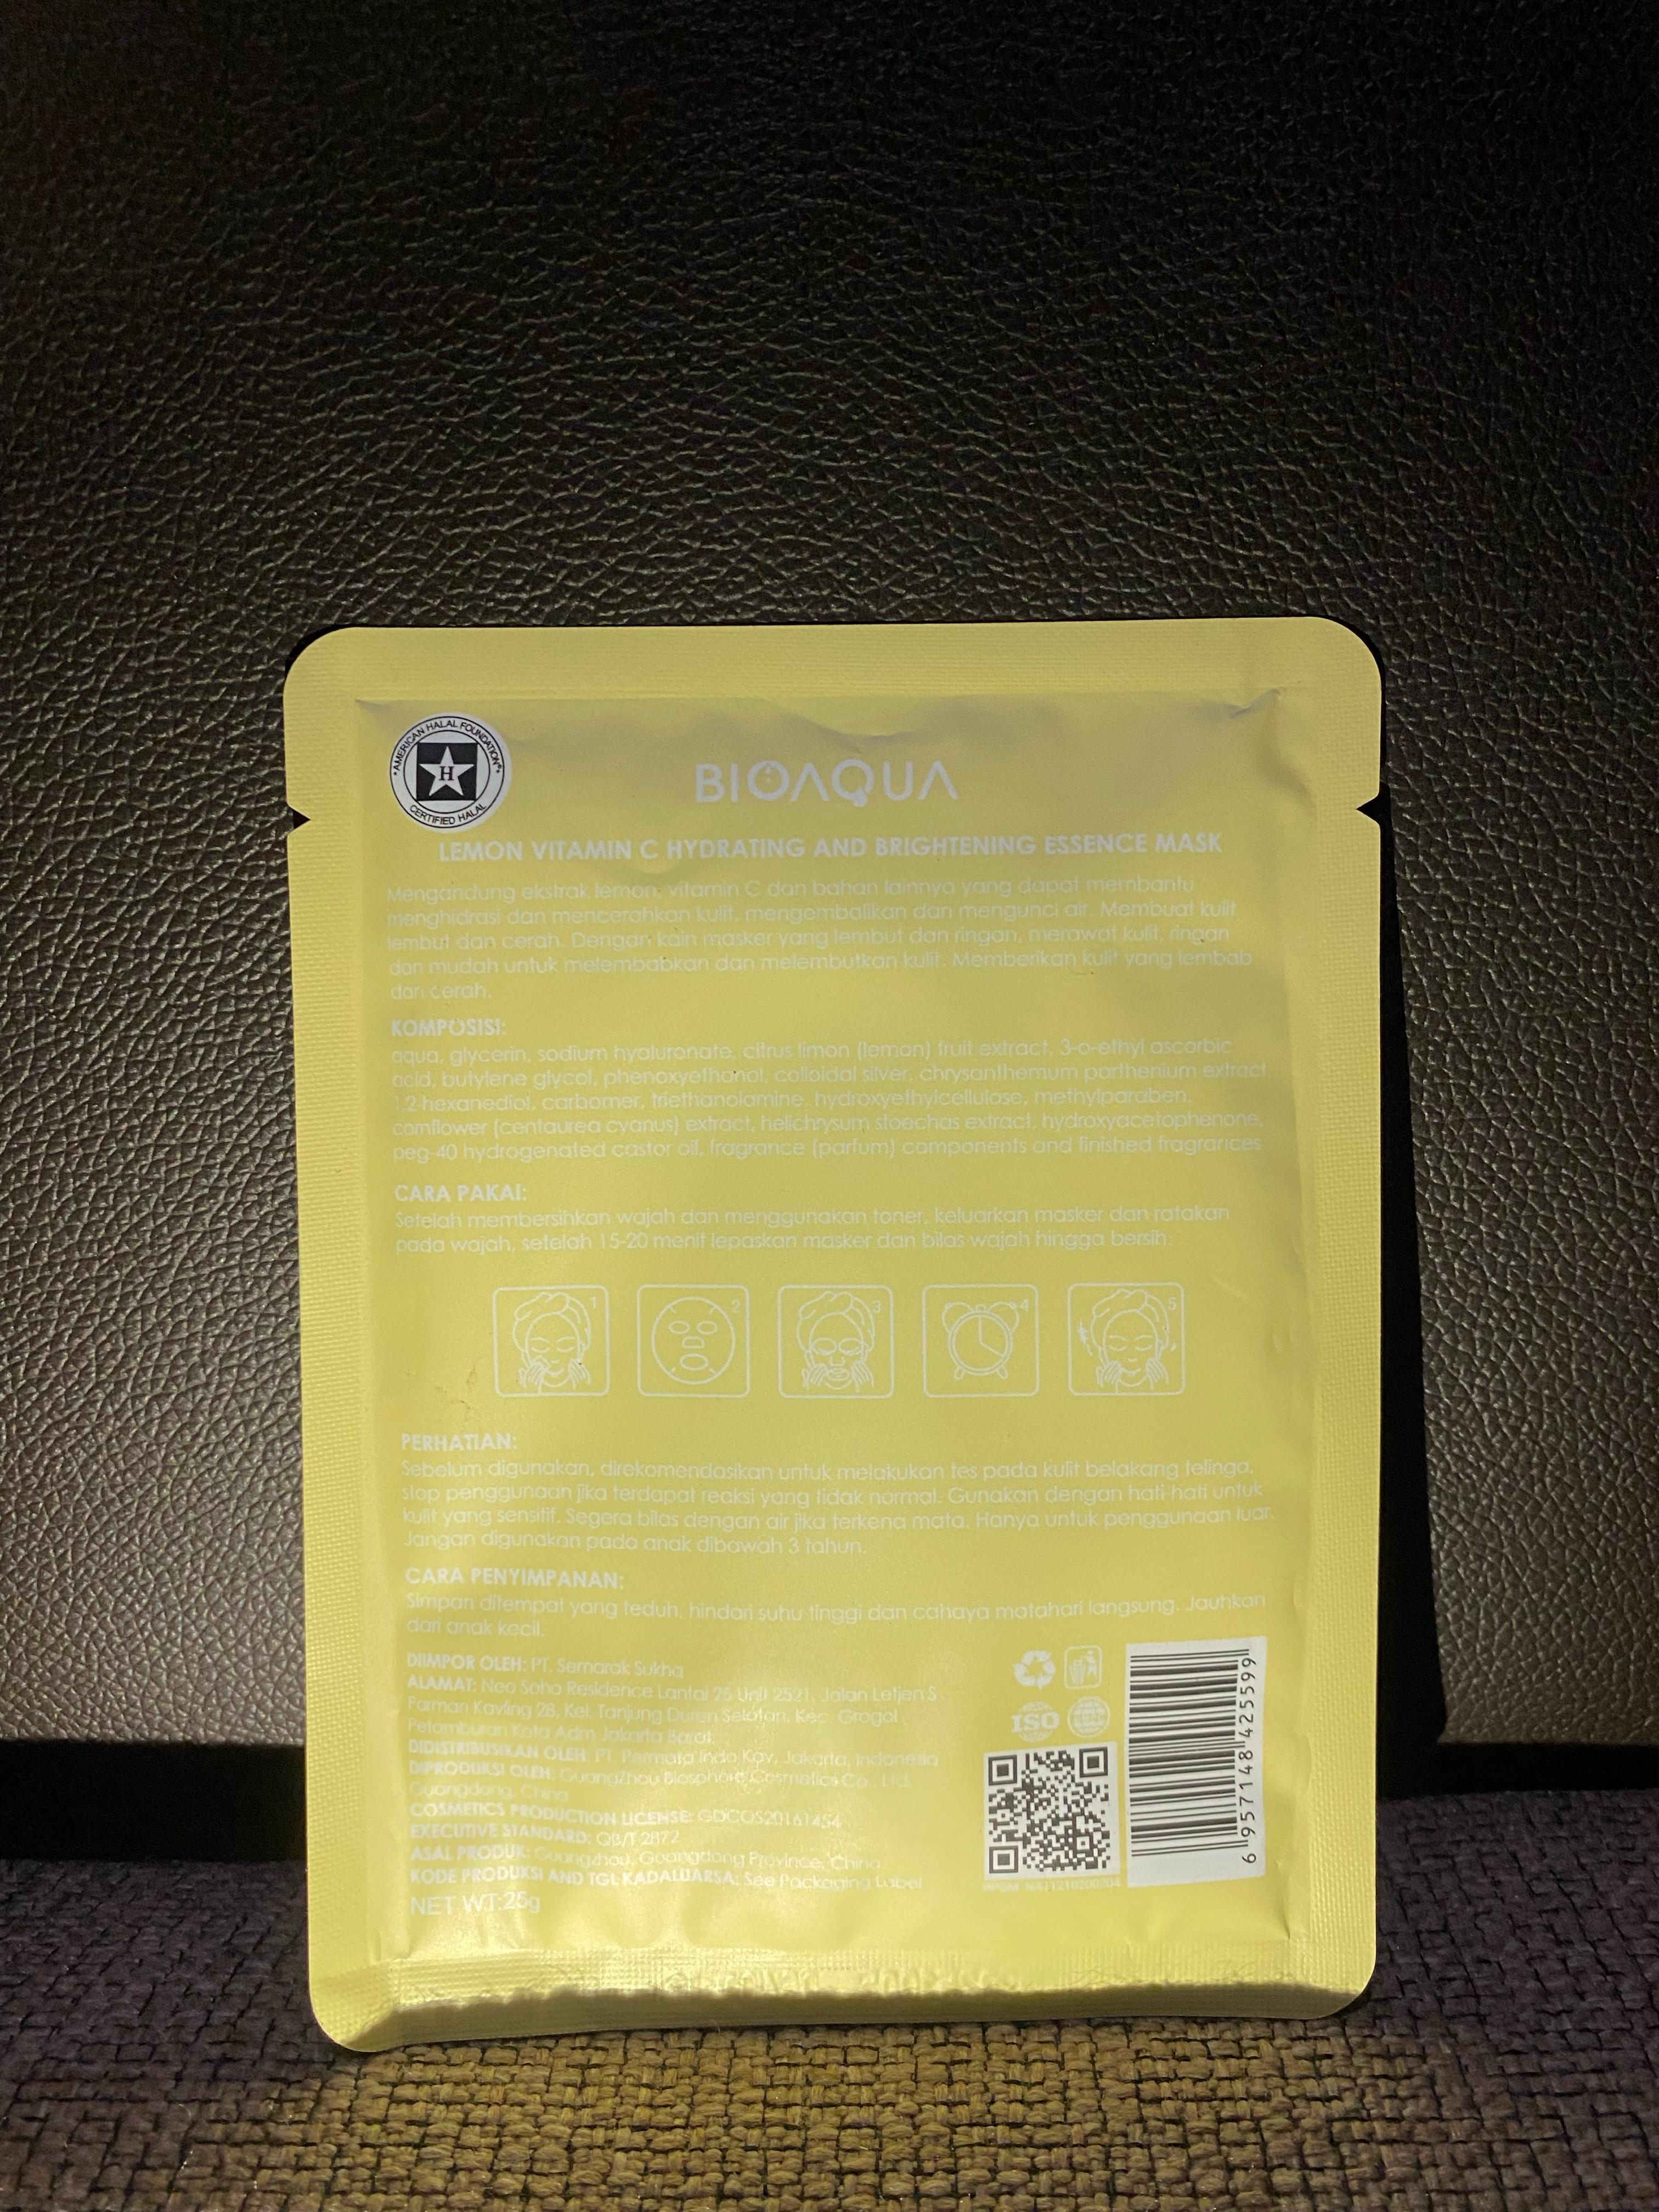 AMERICAN HALAL FOUNDATION
H
CERTIFIED HALAL
BIOAQUA
LEMON VITAMIN C HYDRATING AND BRIGHTENING ESSENCE MASK
Mengandung ekstrak lemon, vitamin C dan bahan lainnya yang dapat membantu
menghidrasi dan mencerahkan kulit, mengembalikan dan mengunci air. Membuat kulit
lembut dan cerah. Dengan kain masker yang lembut dan ringan, merawat kulit, ringan
dan mudah untuk melembabkan dan melembutkan kulit. Memberikan kulit yang lembab
dan cerah.
KOMPOSISI:
aqua, glycerin, sodium hyaluronate, citrus limon (lemon) fruit extract, 3-o-ethyl ascorbic
acid, butylene glycol, phenoxyethanol, colloidal silver, chrysanthemum parthenium extract,
1,2-hexanediol, carbomer, triethanolamine, hydroxyethylcellulose, methylparaben,
cornflower (centaurea cyanus) extract, helichrysum stoechas extract, hydroxyacetophenone,
peg-40 hydrogenated castor oil, fragrance (parfum) components and finished fragrances
CARA PAKAI:
Setelah membersihkan wajah dan menggunakan toner, keluarkan masker dan ratakan
pada wajah, setelah 15-20 menit lepaskan masker dan bilas wajah hingga bersih.
1 2 3 4 5
PERHATIAN:
Sebelum digunakan, direkomendasikan untuk melakukan tes pada kulit belakang telinga,
stop penggunaan jika terdapat reaksi yang tidak normal. Gunakan dengan hati-hati untuk
kulit yang sensitif. Segera bilas dengan air jika terkena mata. Hanya untuk penggunaan luar.
Jangan digunakan pada anak dibawah 3 tahun.
CARA PENYIMPANAN:
Simpan ditempat yang teduh, hindari suhu tinggi dan cahaya matahari langsung. Jauhkan
dari anak kecil.
DIIMPOR OLEH: PT. Semarak Sukha
ALAMAT: Neo Soho Residence Lantai 25 Unit 2521, Jalan Letjen S
Parman Kavling 28, Kel. Tanjung Duren Selatan, Kec. Grogol
Petamburan Kota Adm Jakarta Barat
DIDISTRIBUSIKAN OLEH: PT. Permata Indo Kav, Jakarta, Indonesia
DIPRODUKSI OLEH: GuangZhou Biosphore Cosmetics Co., Ltd.
Guangdong, China
COSMETICS PRODUCTION LICENSE: GDCOS20161454
EXECUTIVE STANDARD: QB/T 2872
ASAL PRODUK: Guangzhou, Guangdong Province, China
KODE PRODUKSI AND TGL KADALUARSA: See Packaging Label
NET WT:25g
ISO
BPOM NA11210200204
6 957148 425599